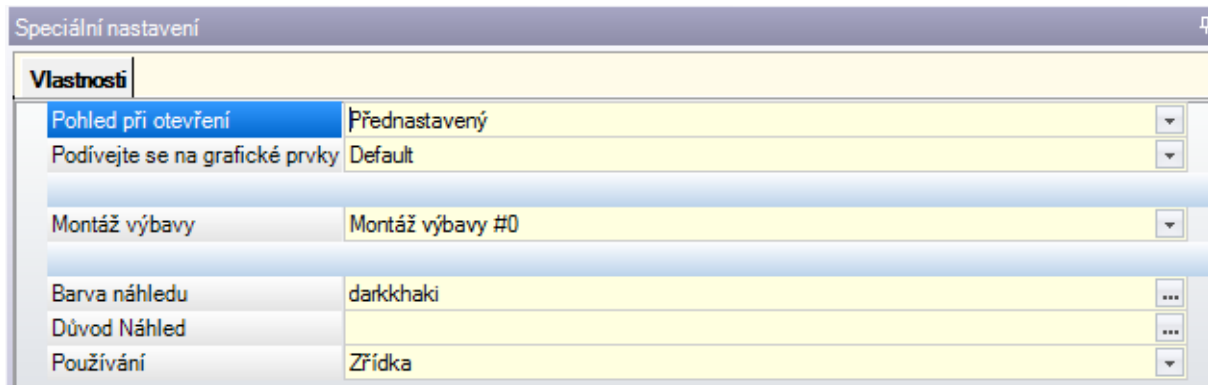 Speciální nastavení
Vlastnosti
Pohled při otevření Přednastavený
Podívejte se na grafické prvky Default
Montáž výbavy Montáž výbavy #0
Barva náhledu darkkhaki ...
Důvod Náhled ...
Používání Zřídka